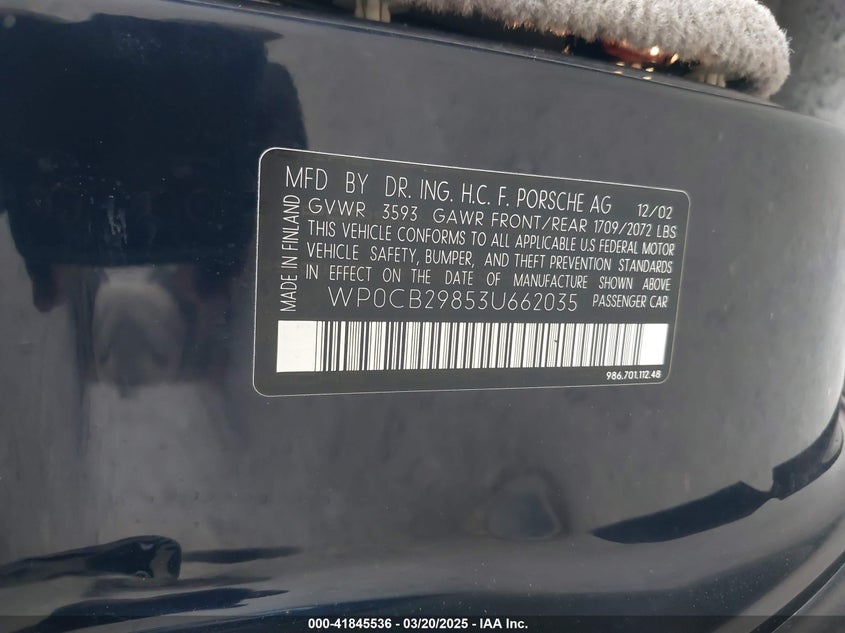 MFD BY DR. ING. H.C. F. PORSCHE AG 12/02
GVWR 3593 GAWR FRONT/REAR 1709/2072 LBS
THIS VEHICLE CONFORMS TO ALL APPLICABLE U.S FEDERAL MOTOR
VEHICLE SAFETY, BUMPER, AND THEFT PREVENTION STANDARDS
IN EFFECT ON THE DATE OF MANUFACTURE SHOWN ABOVE
WP0CB29853U662035 PASSENGER CAR
MADE IN FINLAND
986.701.112.48
000-41845536 - 03/20/2025 - IAA Inc.